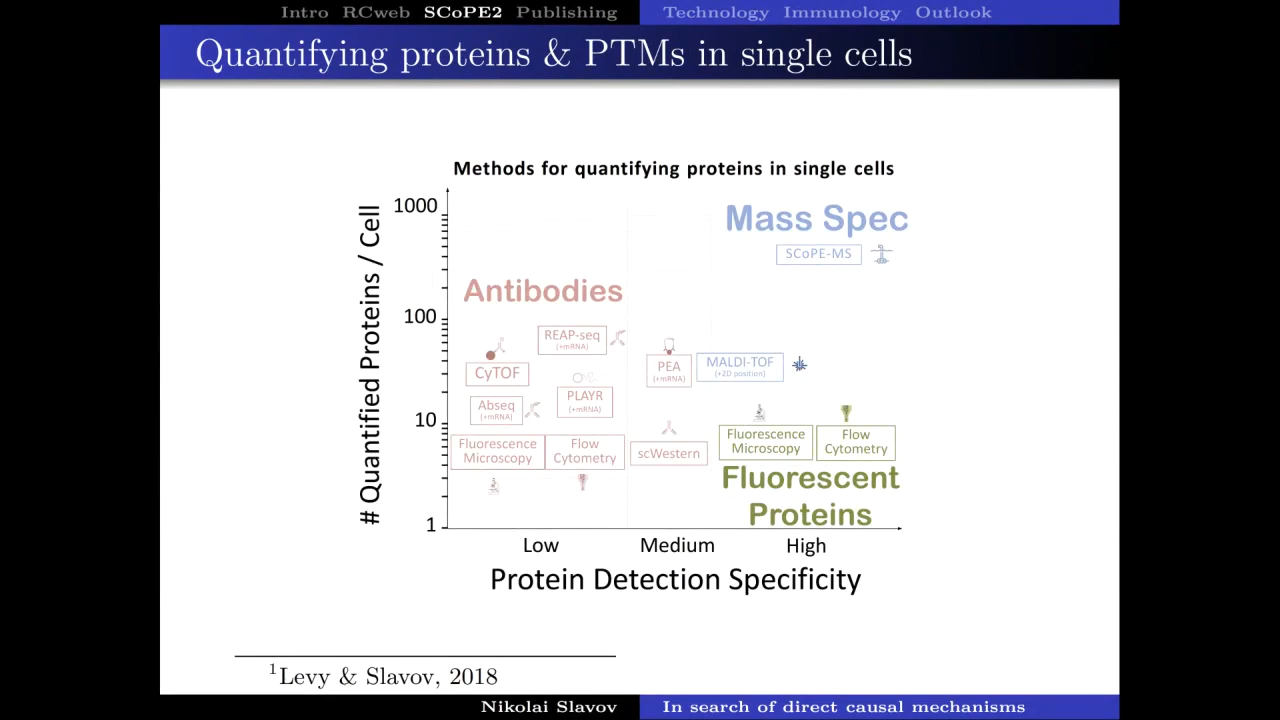 Intro RCweb SCoPE2 Publishing Technology Immunology Outlook
Quantifying proteins & PTMs in single cells
Methods for quantifying proteins in single cells
# Quantified Proteins / Cell
1000
100
10
1
Mass Spec
SCoPE-MS
Antibodies
REAP-seq
(+mRNA)
CyTOF
PEA
(+mRNA)
MALDI-TOF
(+2D position)
PLAYR
(+mRNA)
Abseq
(+mRNA)
Fluorescence
Microscopy
Flow
Cytometry
scWestern
Fluorescence
Microscopy
Flow
Cytometry
Fluorescent
Proteins
Low Medium High
Protein Detection Specificity
1Levy & Slavov, 2018
Nikolai Slavov In search of direct causal mechanisms